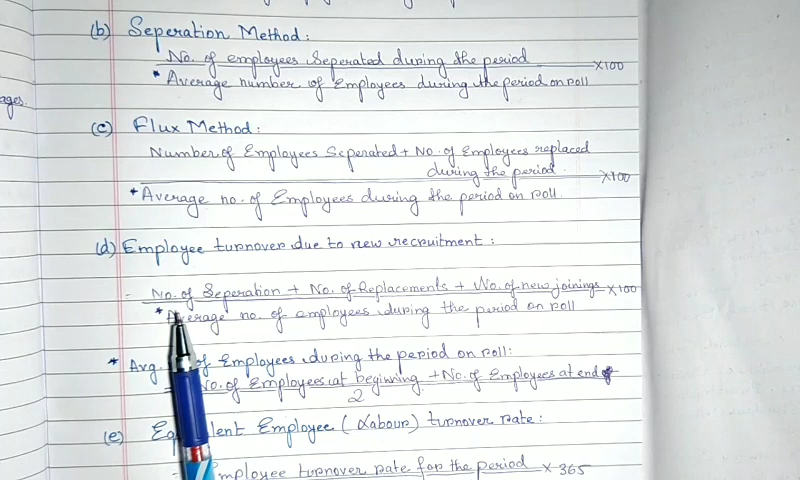 (b) Seperation Method:
No. of employees Seperated during the period ×100
* Average number of Employees during the period on roll
ages.
(c) Flux Method:
Number of Employees Seperated + No. of Employees replaced
during the period. ×100
* Average no. of Employees during the period on roll.
(d) Employee turnover due to new recruitment:
No. of Seperation + No. of Replacements + No. of new joinings ×100
* Average no. of employees during the period on roll
* Avg. of Employees during the period on roll:
No. of Employees at beginning + No. of Employees at end
2
(e) Employee (Labour) turnover rate:
Employee turnover rate for the period × 365